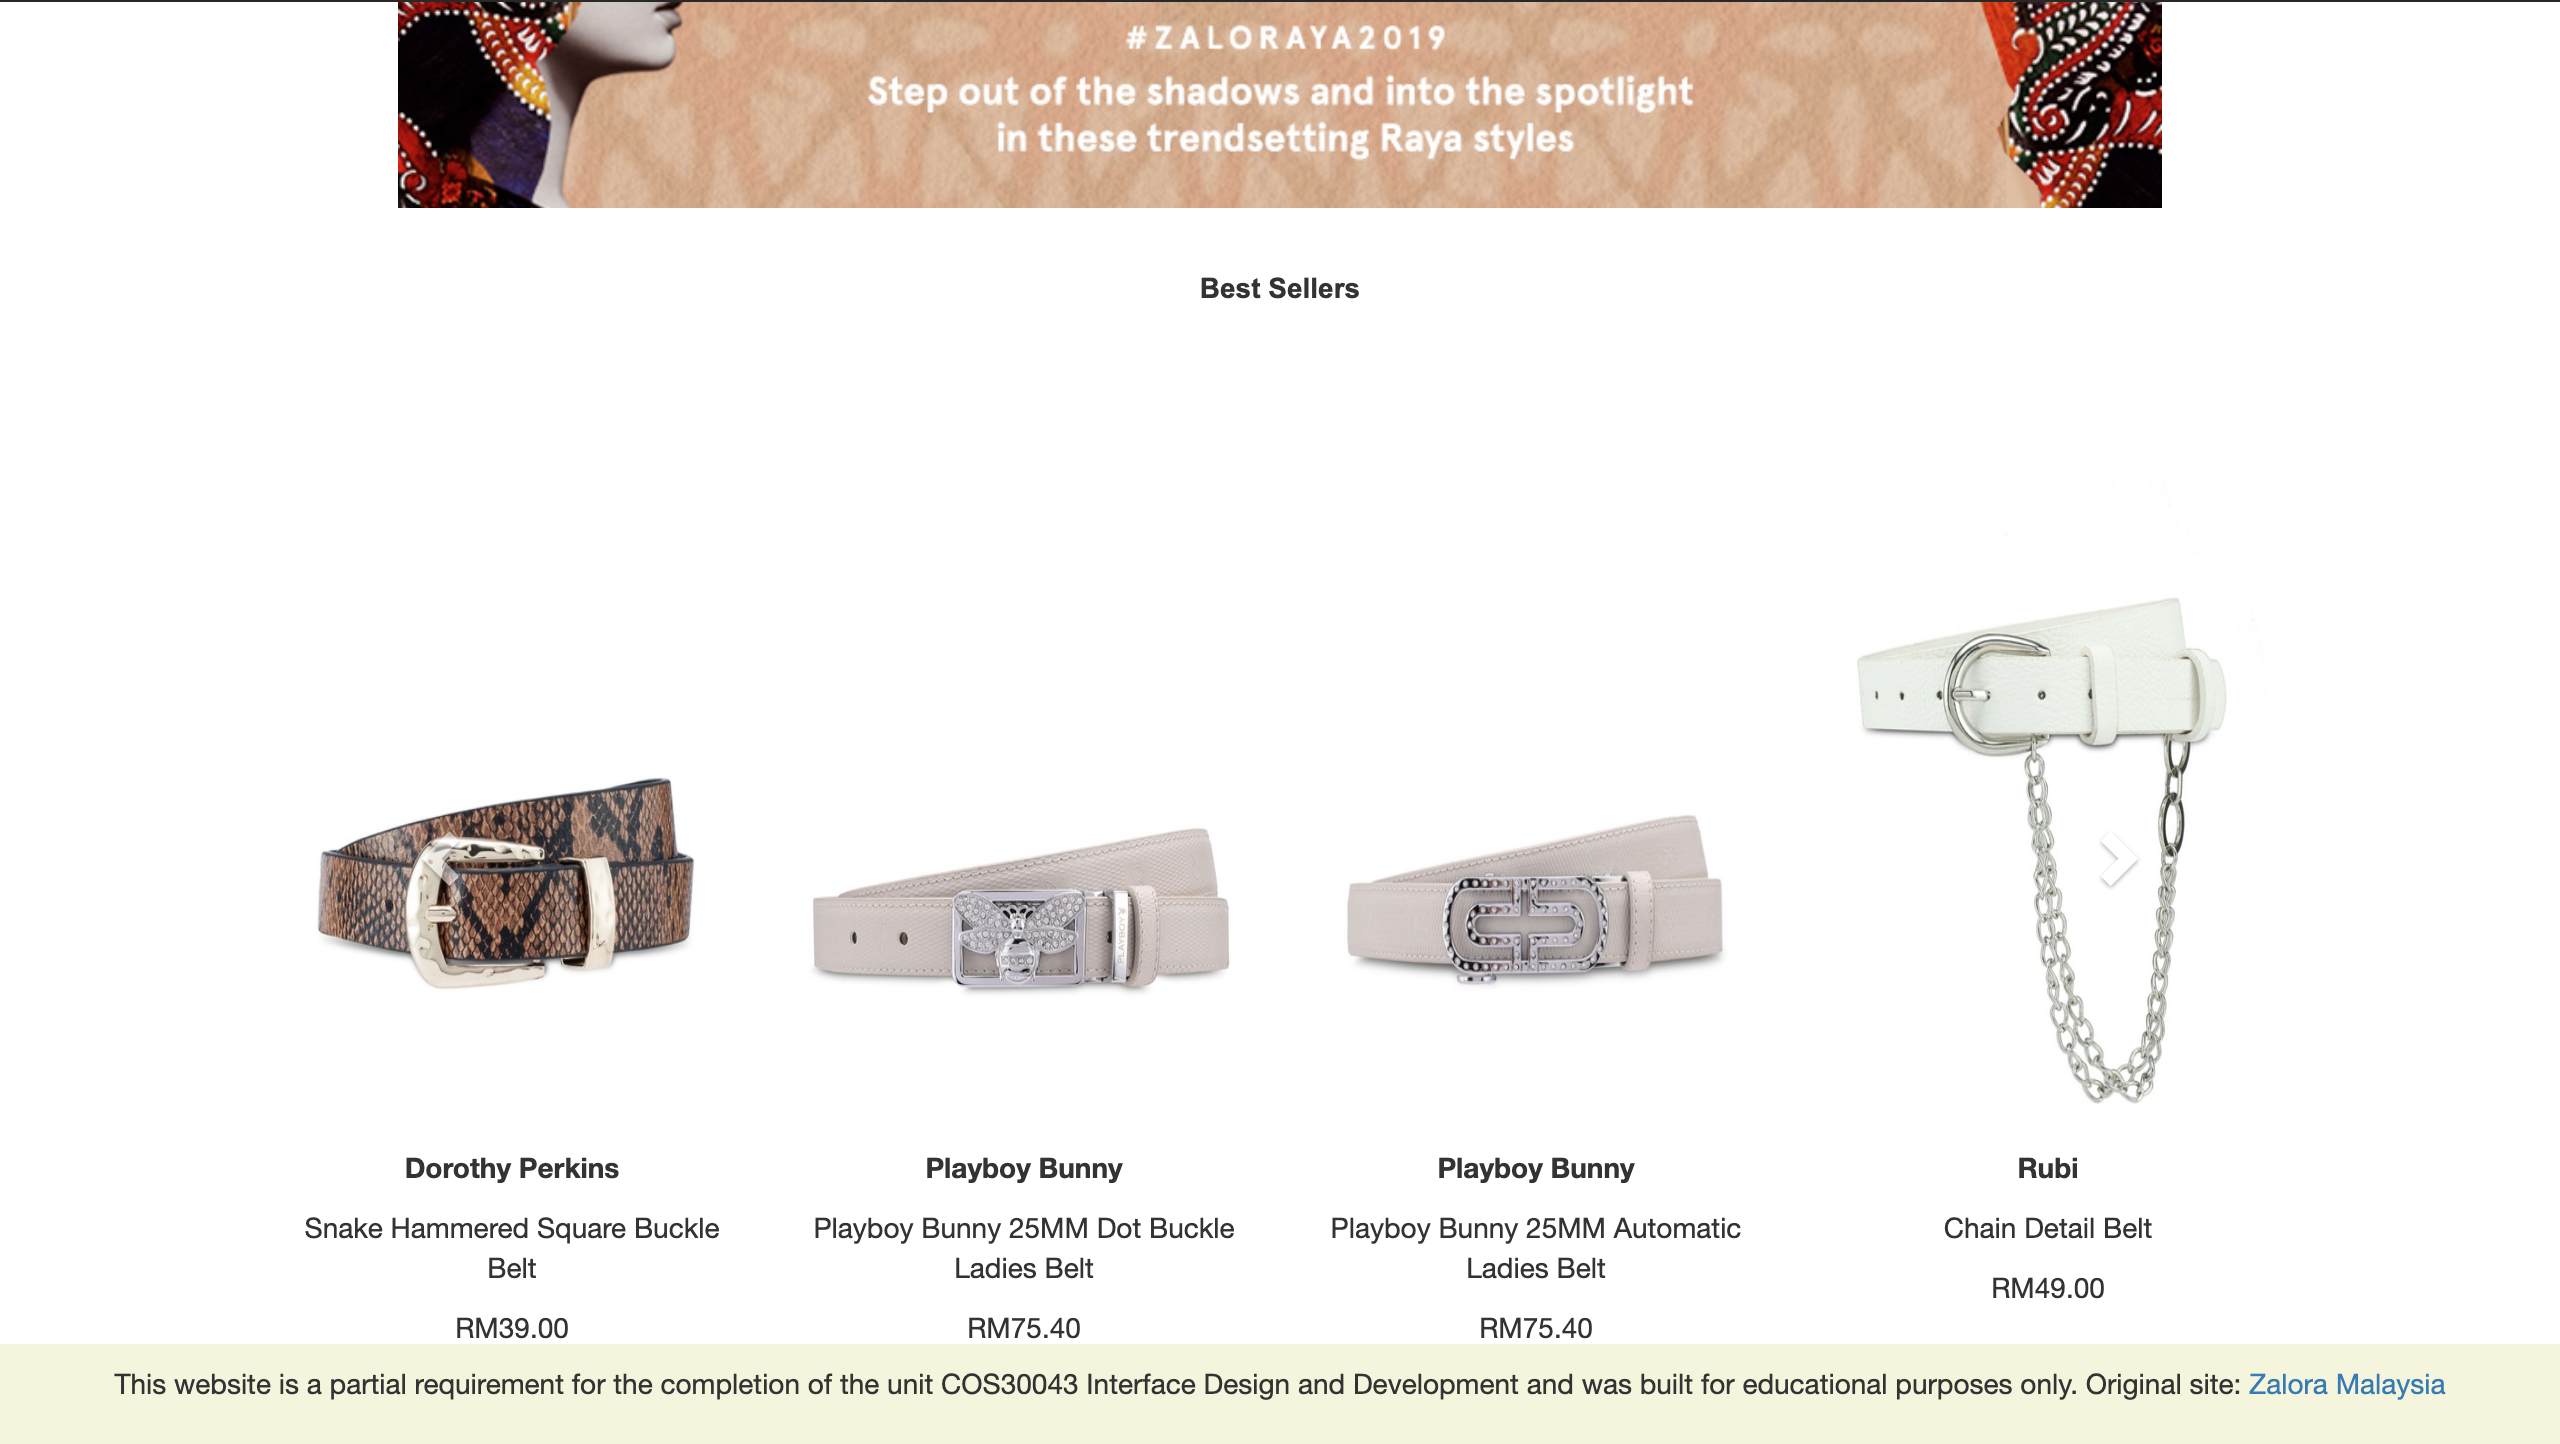 #ZALORAYA2019
Step out of the shadows and into the spotlight
in these trendsetting Raya styles
Best Sellers
PLAYBOY
Dorothy Perkins
Snake Hammered Square Buckle
Belt
RM39.00
Playboy Bunny
Playboy Bunny 25MM Dot Buckle
Ladies Belt
RM75.40
Playboy Bunny
Playboy Bunny 25MM Automatic
Ladies Belt
RM75.40
Rubi
Chain Detail Belt
RM49.00
This website is a partial requirement for the completion of the unit COS30043 Interface Design and Development and was built for educational purposes only. Original site: Zalora Malaysia